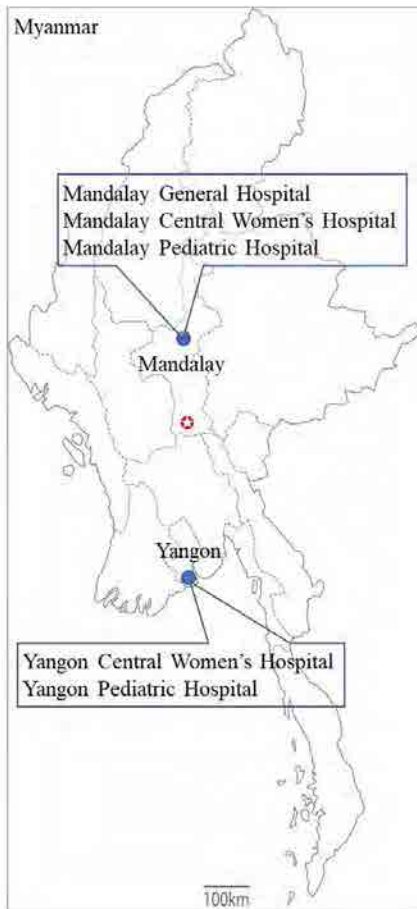 Myanmar
Mandalay General Hospital
Mandalay Central Women's Hospital
Mandalay Pediatric Hospital
Mandalay
Yangon
Yangon Central Women's Hospital
Yangon Pediatric Hospital
100km